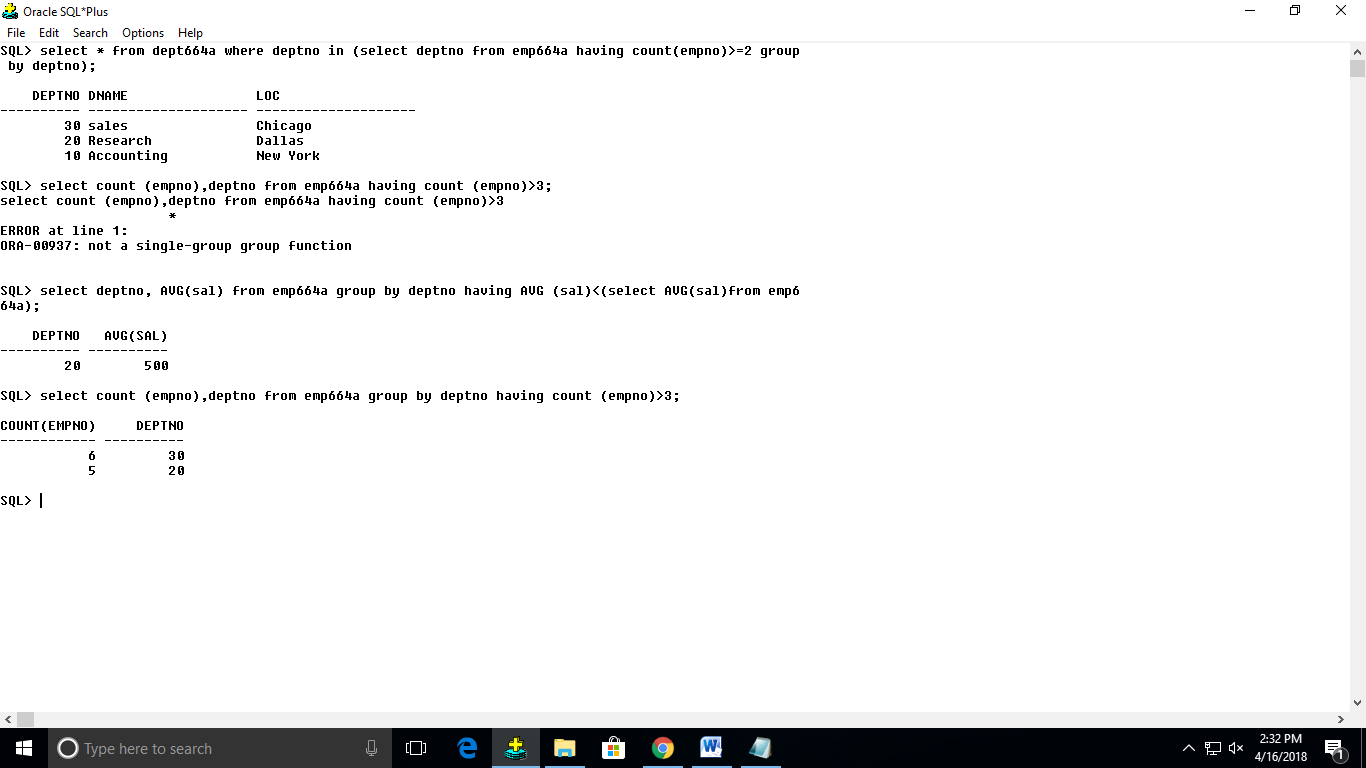 Oracle SQL*Plus
File Edit Search Options Help
SQL> select * from dept664a where deptno in (select deptno from emp664a having count(empno)>=2 group
 by deptno);

    DEPTNO DNAME                LOC
---------- -------------------- --------------------
        30 sales                Chicago
        20 Research             Dallas
        10 Accounting           New York

SQL> select count (empno),deptno from emp664a having count (empno)>3;
select count (empno),deptno from emp664a having count (empno)>3
                     *
ERROR at line 1:
ORA-00937: not a single-group group function


SQL> select deptno, AVG(sal) from emp664a group by deptno having AVG (sal)<(select AVG(sal)from emp6
64a);

    DEPTNO   AVG(SAL)
---------- ----------
        20        500

SQL> select count (empno),deptno from emp664a group by deptno having count (empno)>3;

COUNT(EMPNO)     DEPTNO
------------ ----------
           6         30
           5         20

SQL>
Type here to search
2:32 PM
4/16/2018
1